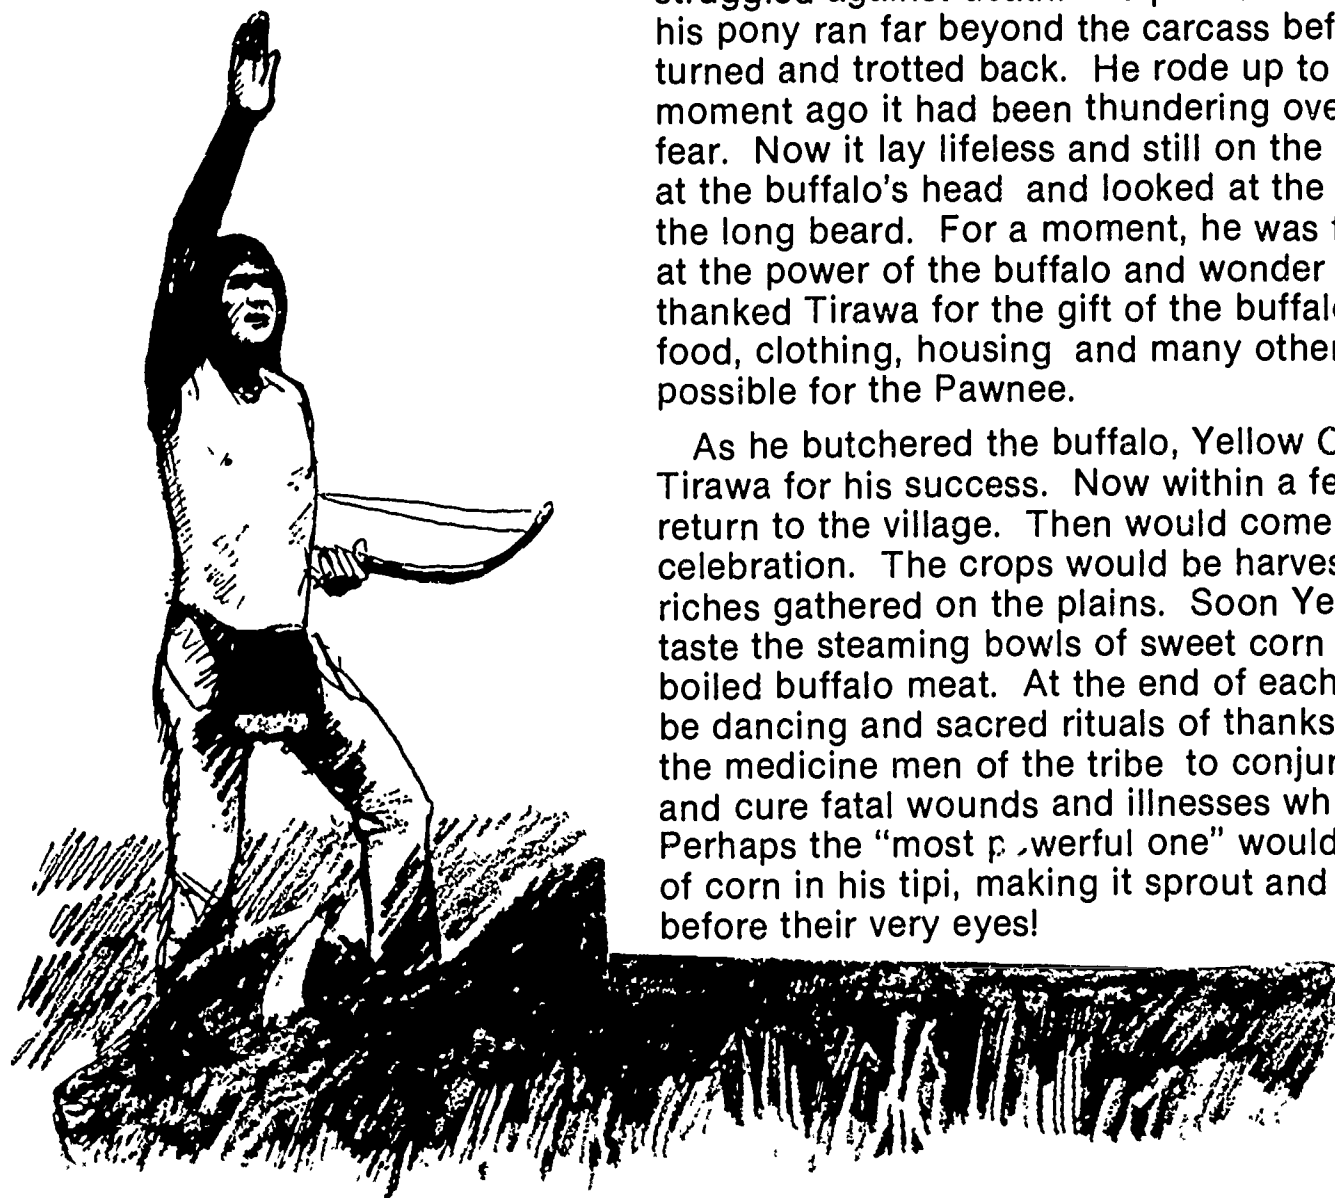 his pony ran far beyond the carcass bef
turned and trotted back. He rode up to
moment ago it had been thundering ove
fear. Now it lay lifeless and still on the
at the buffalo's head and looked at the
the long beard. For a moment, he was
at the power of the buffalo and wonder
thanked Tirawa for the gift of the buffal
food, clothing, housing and many other
possible for the Pawnee.
As he butchered the buffalo, Yellow
Tirawa for his success. Now within a fe
return to the village. Then would come
celebration. The crops would be harves
riches gathered on the plains. Soon Ye
taste the steaming bowls of sweet corn
boiled buffalo meat. At the end of each
be dancing and sacred rituals of thanks
the medicine men of the tribe to conjur
and cure fatal wounds and illnesses wh
Perhaps the “most p werful one” would
of corn in his tipi, making it sprout and
before their very eyes!